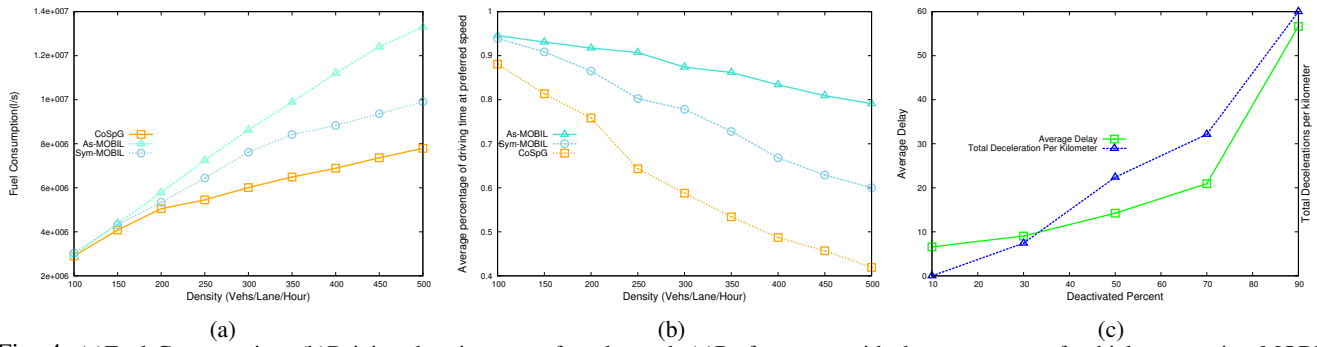 1.4e+007
1.2e+007
1e+007
8e+006
6e+006
4e+006
2e+006
Fuel Consumption(l/s)
CoSpG
As-MOBIL
Sym-MOBIL
100 150 200 250 300 350 400 450 500
Density (Vehs/Lane/Hour)
(a)
1
0.9
0.8
0.7
0.6
0.5
0.4
Average percentage of driving time at preferred speed
As-MOBIL
Sym-MOBIL
CoSpG
100 150 200 250 300 350 400 450 500
Density (Vehs/Lane/Hour)
(b)
60
50
40
30
20
10
0
Average Delay
Average Delay
Total Deceleration Per Kilometer
Total Decelerations per kilometer
10 20 30 40 50 60 70 80 90
Deactivated Percent
(c)